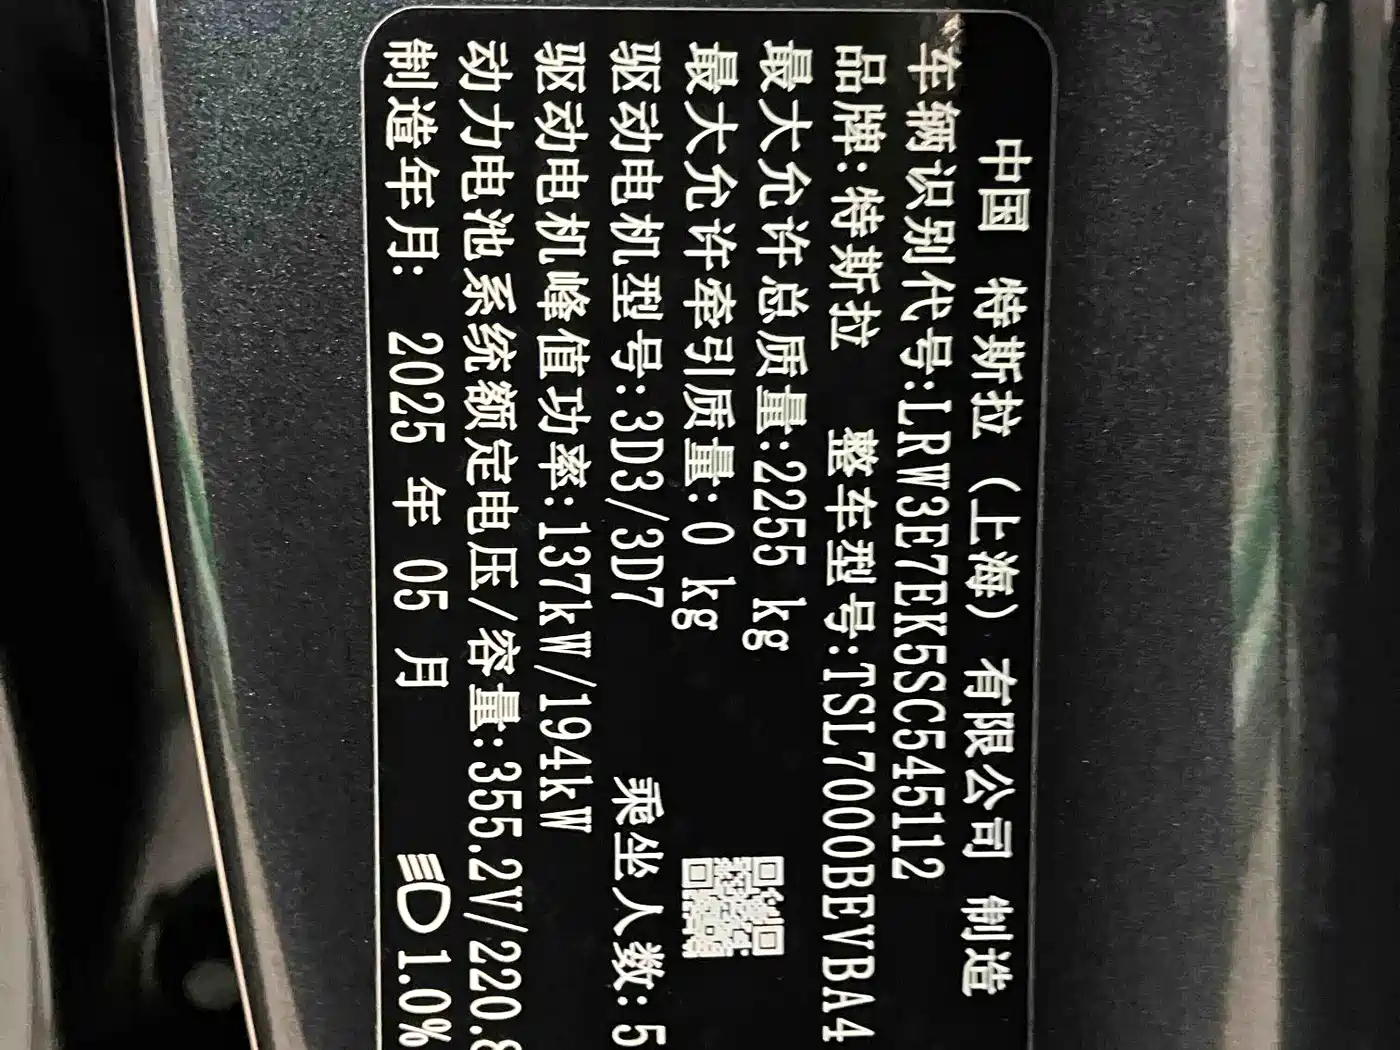 中国 特斯拉（上海）有限公司 制造
车辆识别代号:LRW3E7EK5SC545112
品牌:特斯拉 整车型号:TSL7000BEVBA4
最大允许总质量:2255 kg
最大允许牵引质量:0 kg
驱动电机型号:3D3/3D7 乘坐人数:5
驱动电机峰值功率:137kW/194kW
动力电池系统额定电压/容量:355.2V/220.8
制造年月: 2025 年 05 月 1.0%